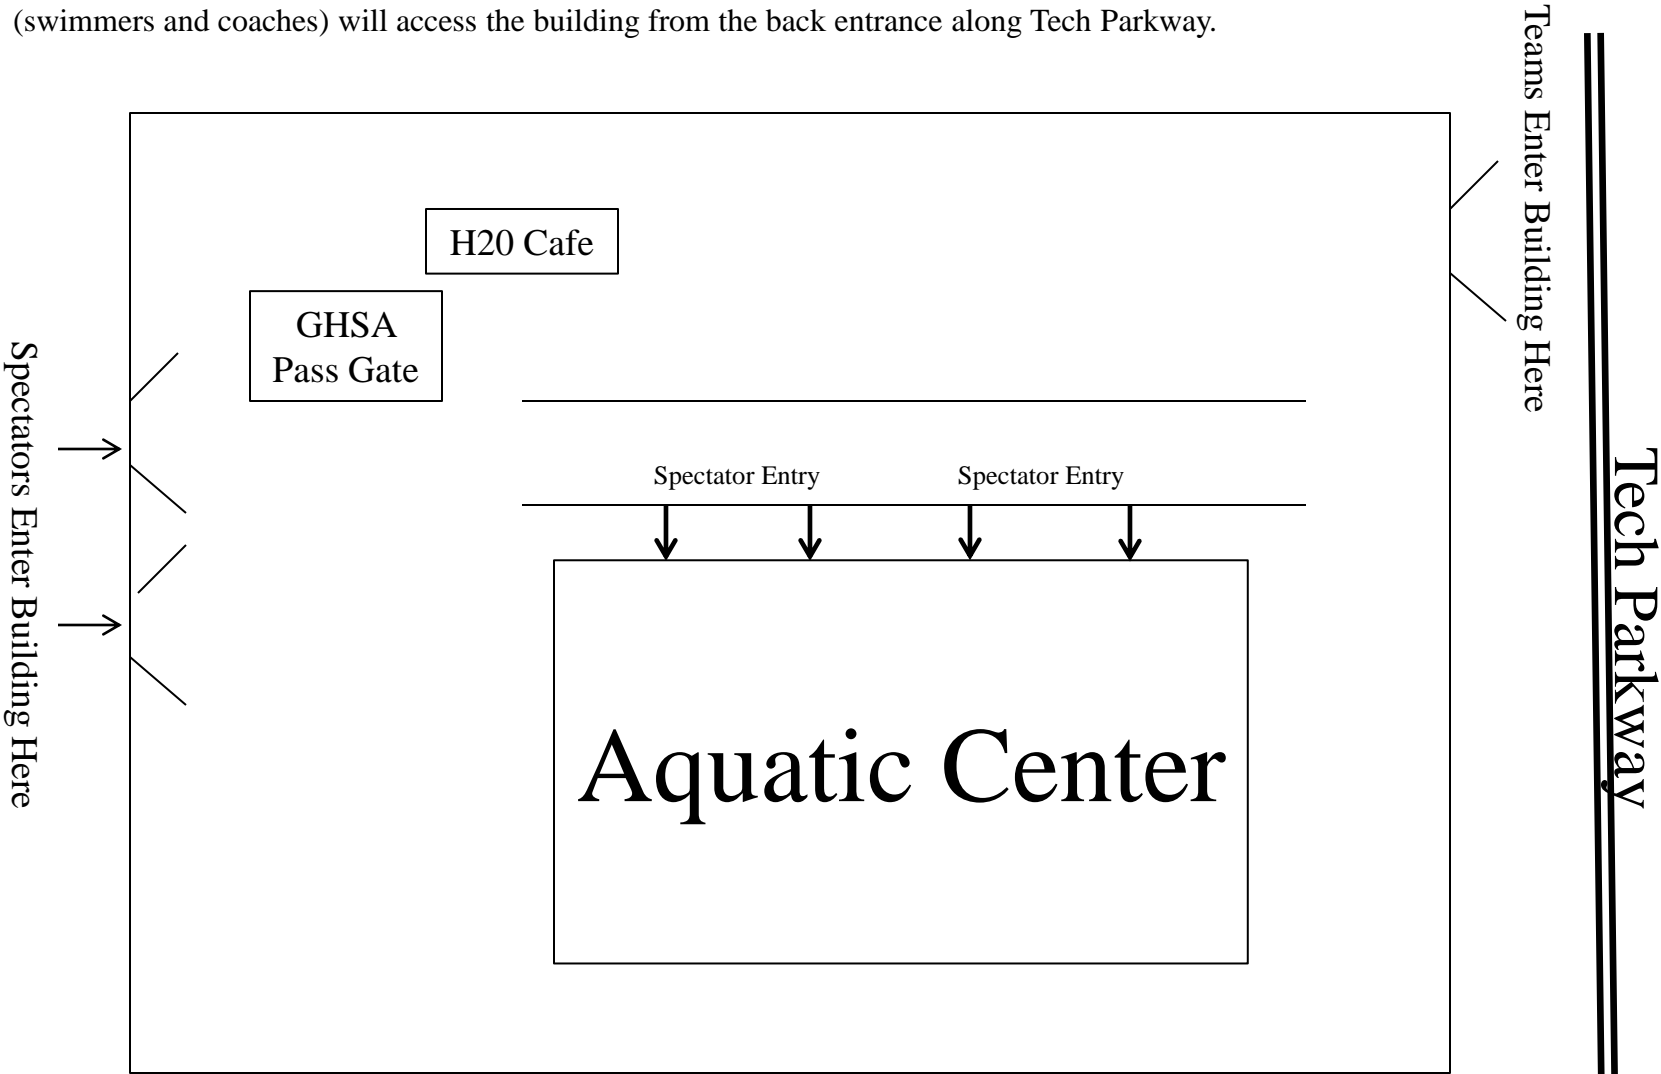 (swimmers and coaches) will access the building from the back entrance along Tech Parkway.
Teams Enter Building Here
H20 Cafe
GHSA
Pass Gate
Spectators Enter Building Here
Spectator Entry
Spectator Entry
Tech Parkway
Aquatic Center